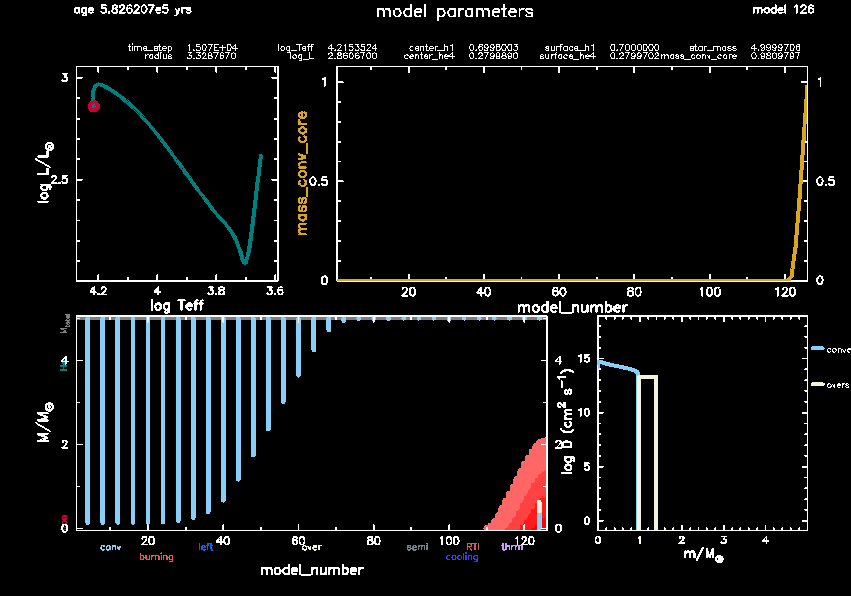 age 5.826207e5 yrs
model parameters
model 126
time_step 1.507E+04 log_Teff 4.2153524 center_h1 0.6998003 surface_h1 0.7000000 star_mass 4.9999706
radius 3.3287670 log_L 2.8606700 center_he4 0.2799890 surface_he4 0.2799702 mass_conv_core 0.9809797
3
2.5
log L/L☉
4.2 4 3.8 3.6
log Teff
mass_conv_core
1
0.5
0
1
0.5
0
20 40 60 80 100 120
model_number
M/M☉
4
2
0
4
2
0
20 40 60 80 100 120
conv left over semi RTI thrm
burning cooling
model_number
log D (cm² s⁻¹)
15
10
5
0
0 1 2 3 4
m/M☉
conve
overs